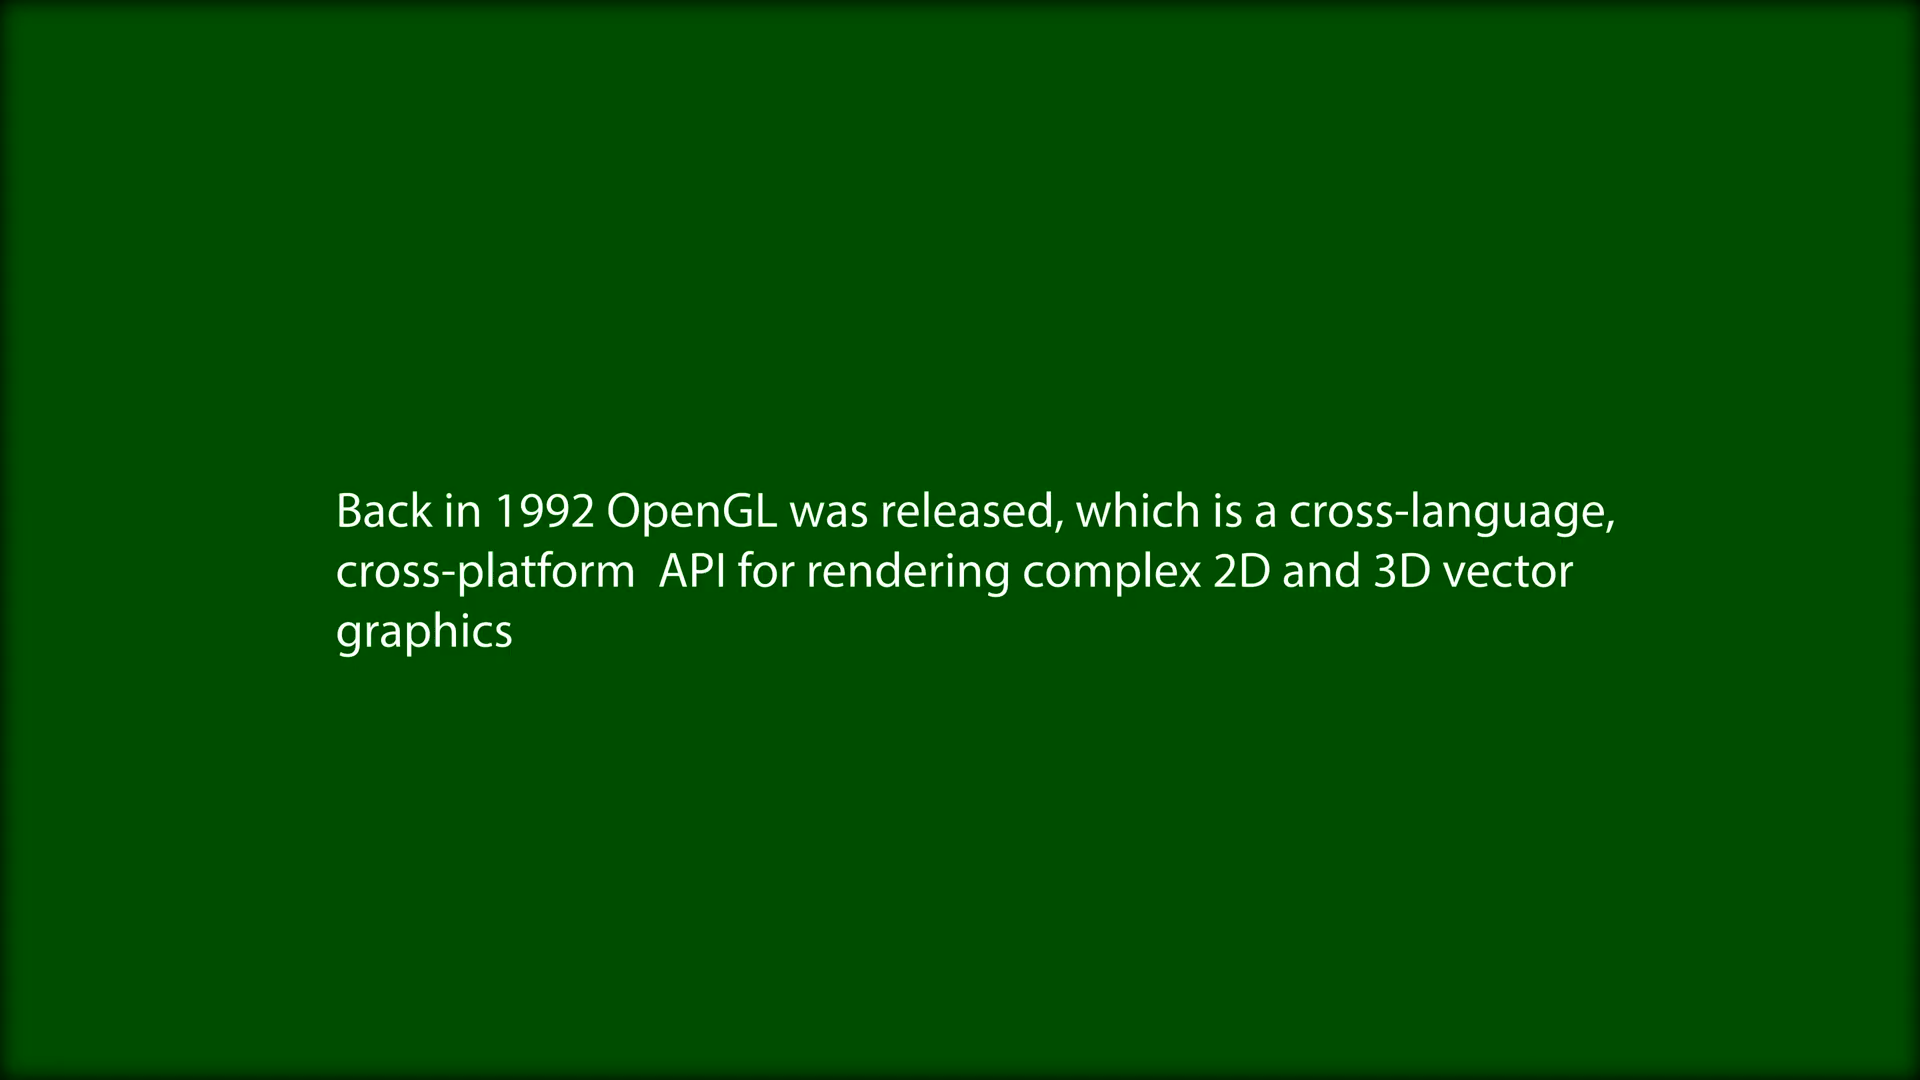 Back in 1992 OpenGL was released, which is a cross-language,
cross-platform  API for rendering complex 2D and 3D vector
graphics